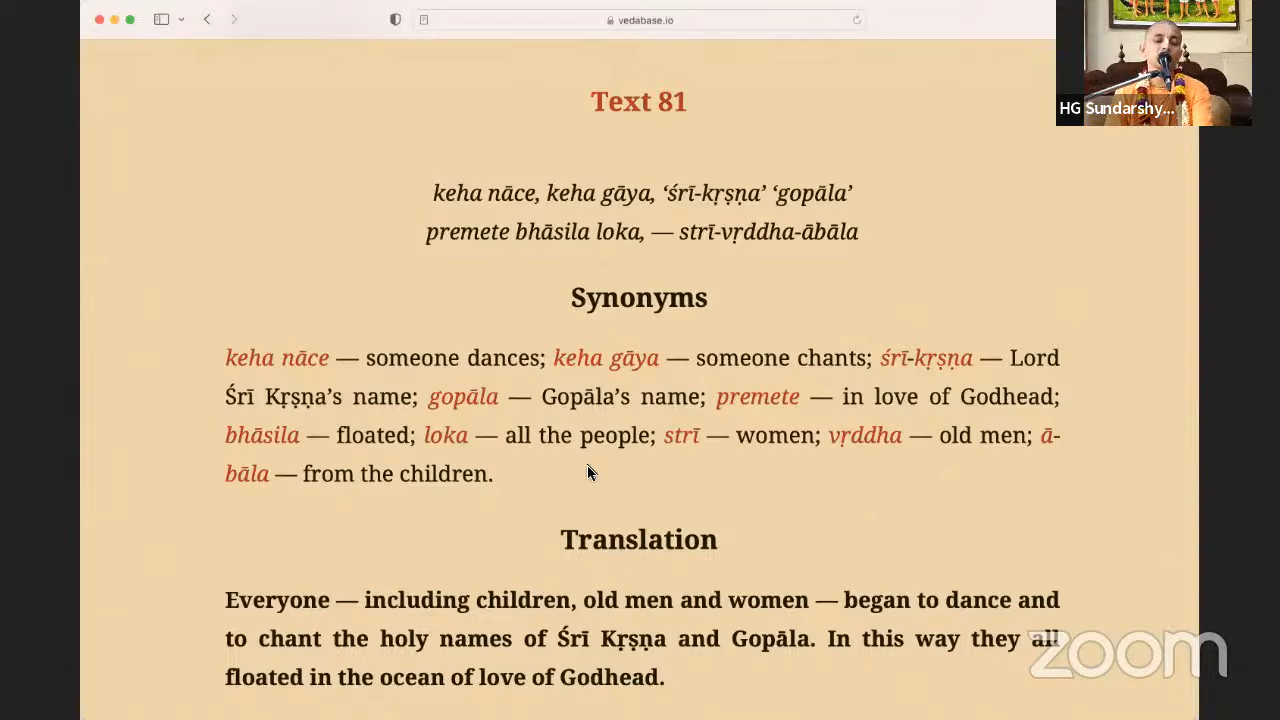 vedabase.io
HG Sundarshy...
Text 81
keha nāce, keha gāya, ‘śrī-kṛṣṇa’ ‘gopāla’
premete bhāsila loka, — strī-vṛddha-ābāla
Synonyms
keha nāce — someone dances; keha gāya — someone chants; śrī-kṛṣṇa — Lord
Śrī Kṛṣṇa’s name; gopāla — Gopāla’s name; premete — in love of Godhead;
bhāsila — floated; loka — all the people; strī — women; vṛddha — old men; ā-
bāla — from the children.
Translation
Everyone — including children, old men and women — began to dance and
to chant the holy names of Śrī Kṛṣṇa and Gopāla. In this way they all
floated in the ocean of love of Godhead.
zoom